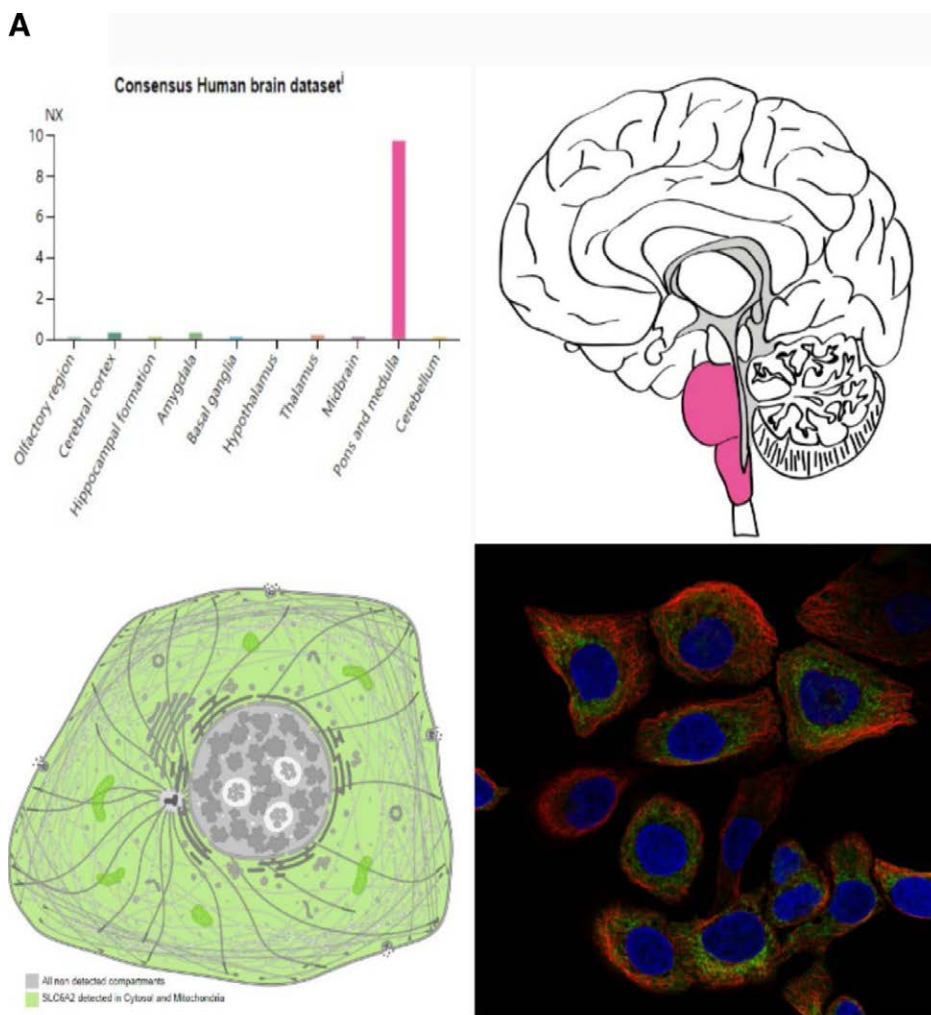 A
Consensus Human brain datasetⁱ
NX
10
8
6
4
2
0
Olfactory region
Cerebral cortex
Hippocampal formation
Amygdala
Basal ganglia
Hypothalamus
Thalamus
Midbrain
Pons and medulla
Cerebellum
All non detected compartments
SLC6A2 detected in Cytosol and Mitochondria